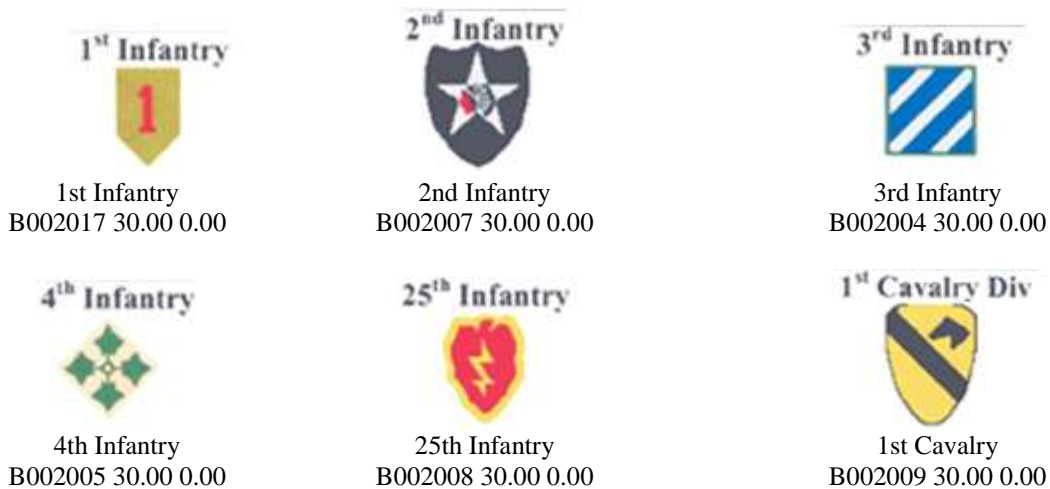 1st Infantry
2nd Infantry
3rd Infantry
1
1st Infantry
B002017 30.00 0.00
2nd Infantry
B002007 30.00 0.00
3rd Infantry
B002004 30.00 0.00
4th Infantry
25th Infantry
1st Cavalry Div
4th Infantry
B002005 30.00 0.00
25th Infantry
B002008 30.00 0.00
1st Cavalry
B002009 30.00 0.00